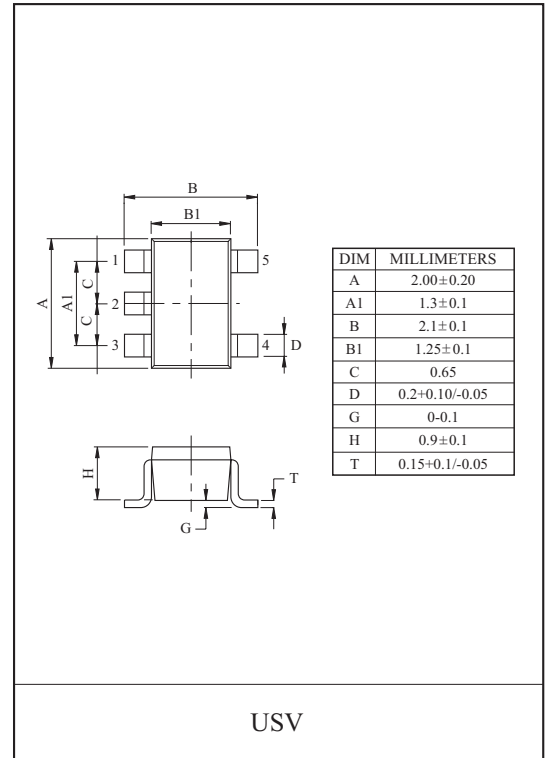 B
B1
1
5
A
A1
C
2
C
3
4
D
H
T
G
DIM MILLIMETERS
A 2.00±0.20
A1 1.3±0.1
B 2.1±0.1
B1 1.25±0.1
C 0.65
D 0.2+0.10/-0.05
G 0-0.1
H 0.9±0.1
T 0.15+0.1/-0.05
USV